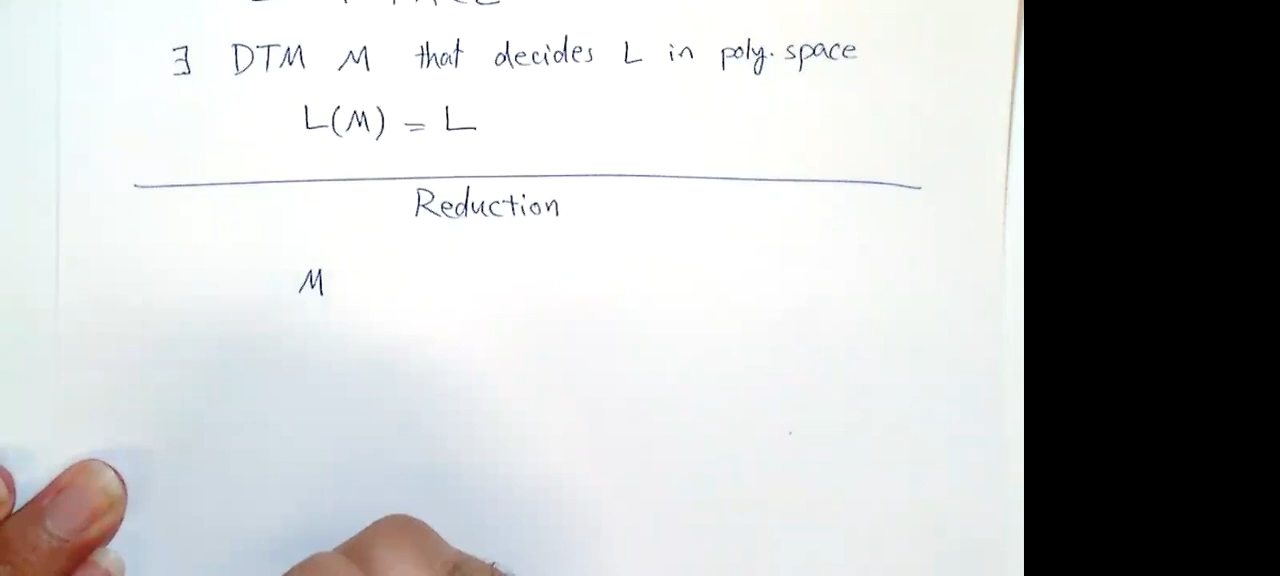 ∃ DTM M that decides L in poly. space
L(M) = L
Reduction
M